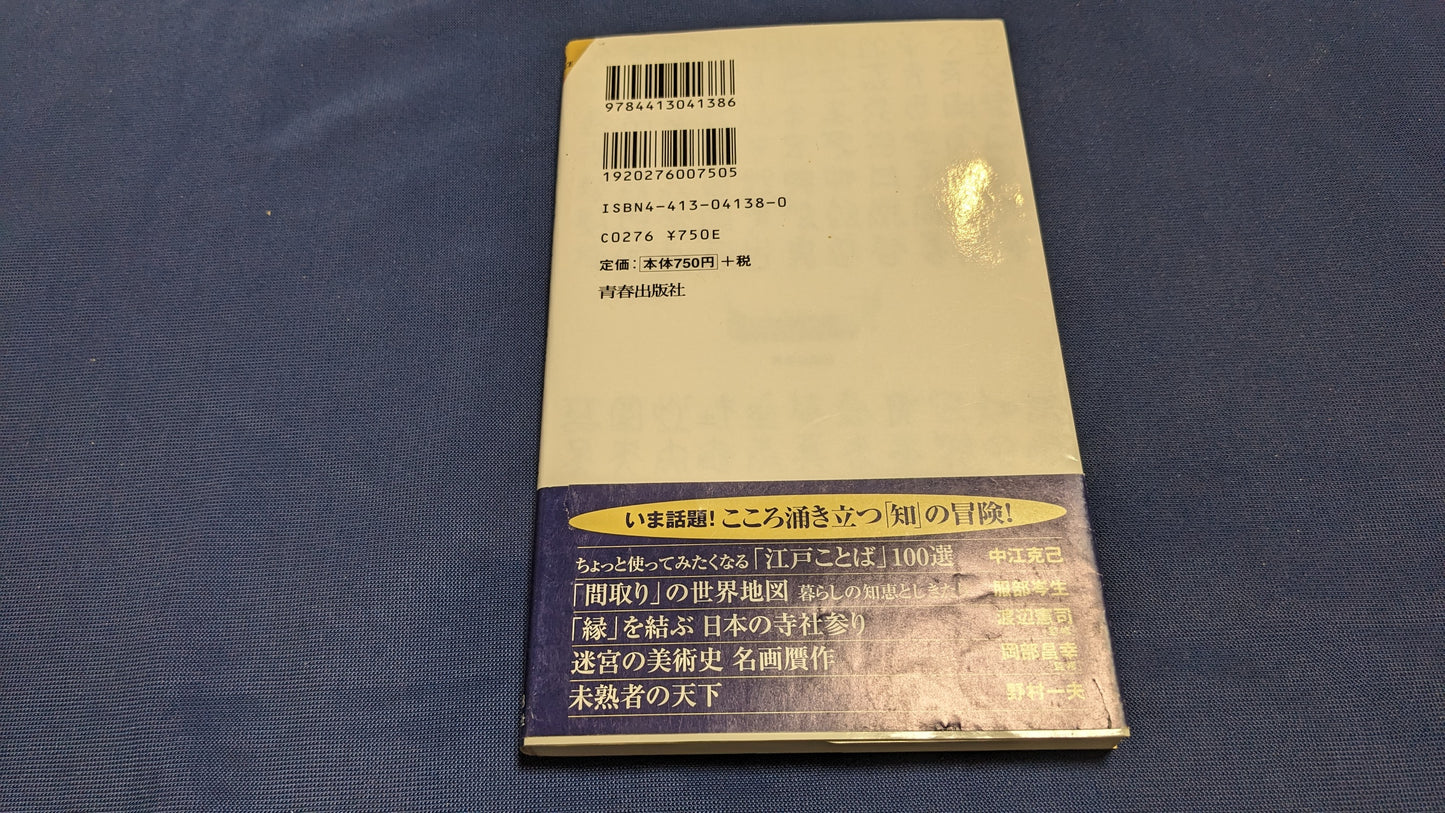 9784413041386
1920276007505
ISBN4-413-04138-0
C0276 ¥750E
定価：本体750円＋税
青春出版社
いま話題！こころ涌き立つ「知」の冒険！
ちょっと使ってみたくなる「江戸ことば」100選 中江克己
「間取り」の世界地図 暮らしの知恵としきたり 服部岑生
「縁」を結ぶ 日本の寺社参り 渡辺憲司
迷宮の美術史 名画贋作 岡部昌幸
未熟者の天下 野村一夫